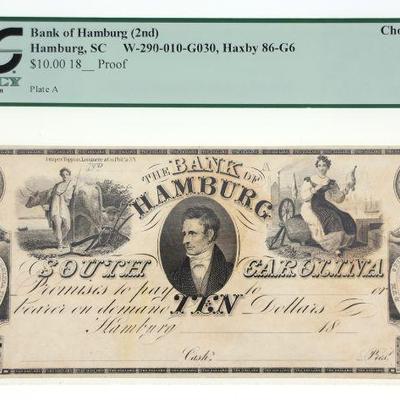 Bank of Hamburg (2nd)
Hamburg, SC W-290-010-G030, Haxby 86-G6
$10.00 18__ Proof
Plate A
THE BANK OF
HAMBURG
SOUTH CAROLINA
Promises to pay to or
bearer on demand TEN Dollars
Hamburg 18
Cash? Pres!